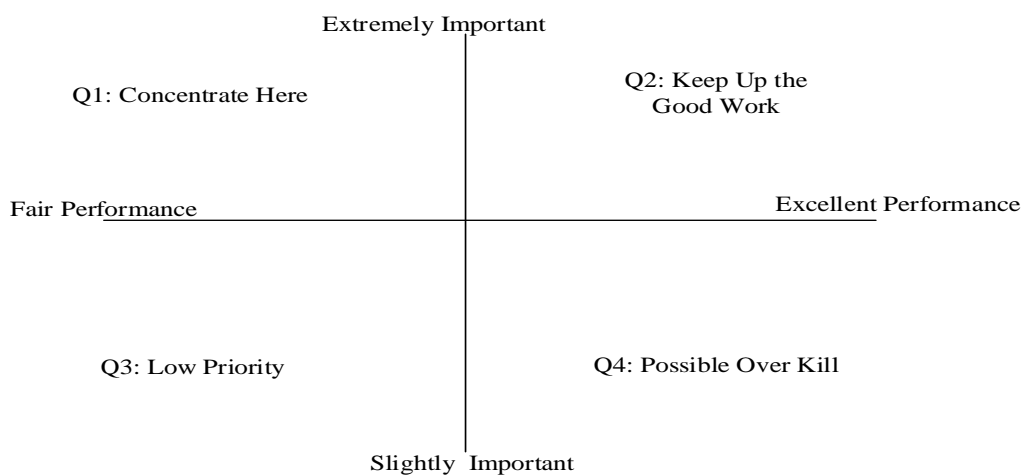 Extremely Important
Q1: Concentrate Here
Q2: Keep Up the
Good Work
Fair Performance
Excellent Performance
Q3: Low Priority
Q4: Possible Over Kill
Slightly Important